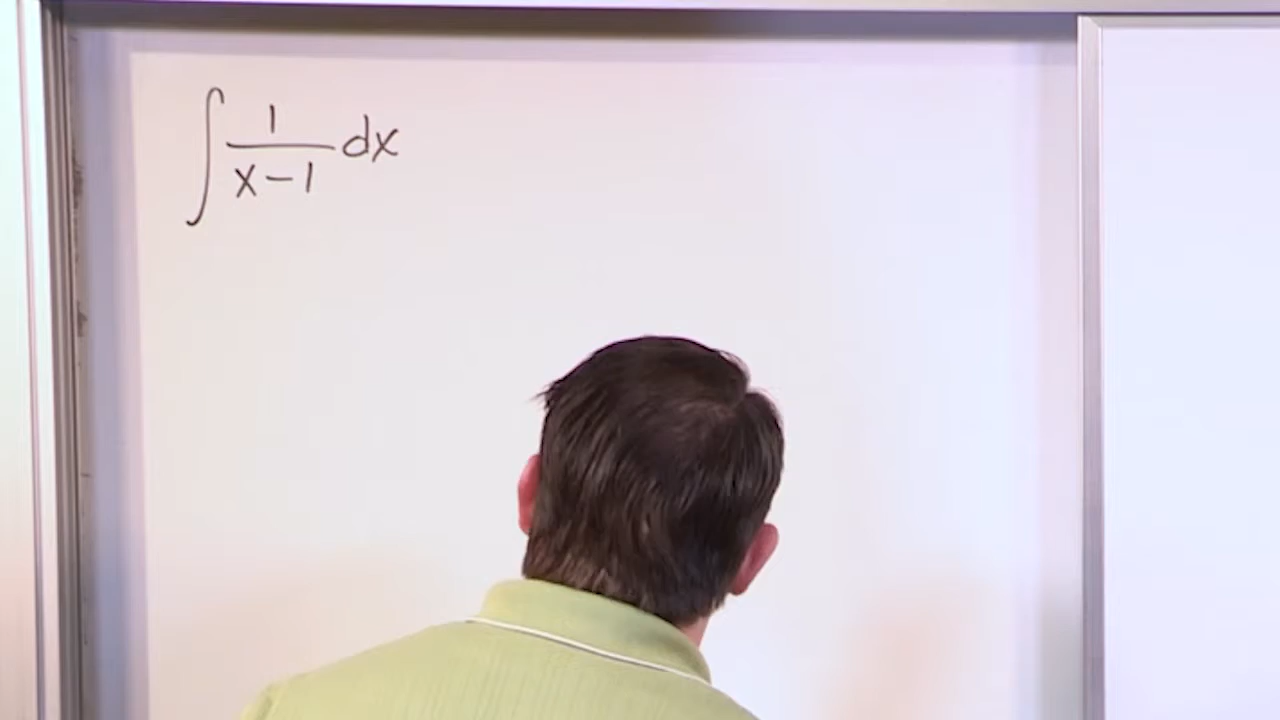 ∫ 1/(x-1) dx